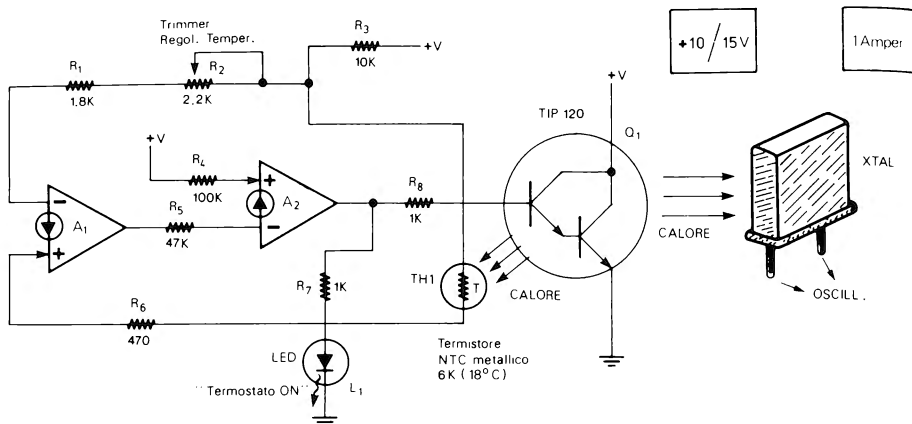 Trimmer
Regol. Temper.
R3
10K
+V
+10/15V
1 Amper
R1
1.8K
R2
2.2K
+V
TIP 120
Q1
+V
R4
100K
+
A2
-
R8
1K
XTAL
-
A1
+
R5
47K
CALORE
R7
1K
TH1
T
CALORE
OSCILL.
R6
470
LED
L1
"Termostato ON"
Termistore
NTC metallico
6K (18°C)